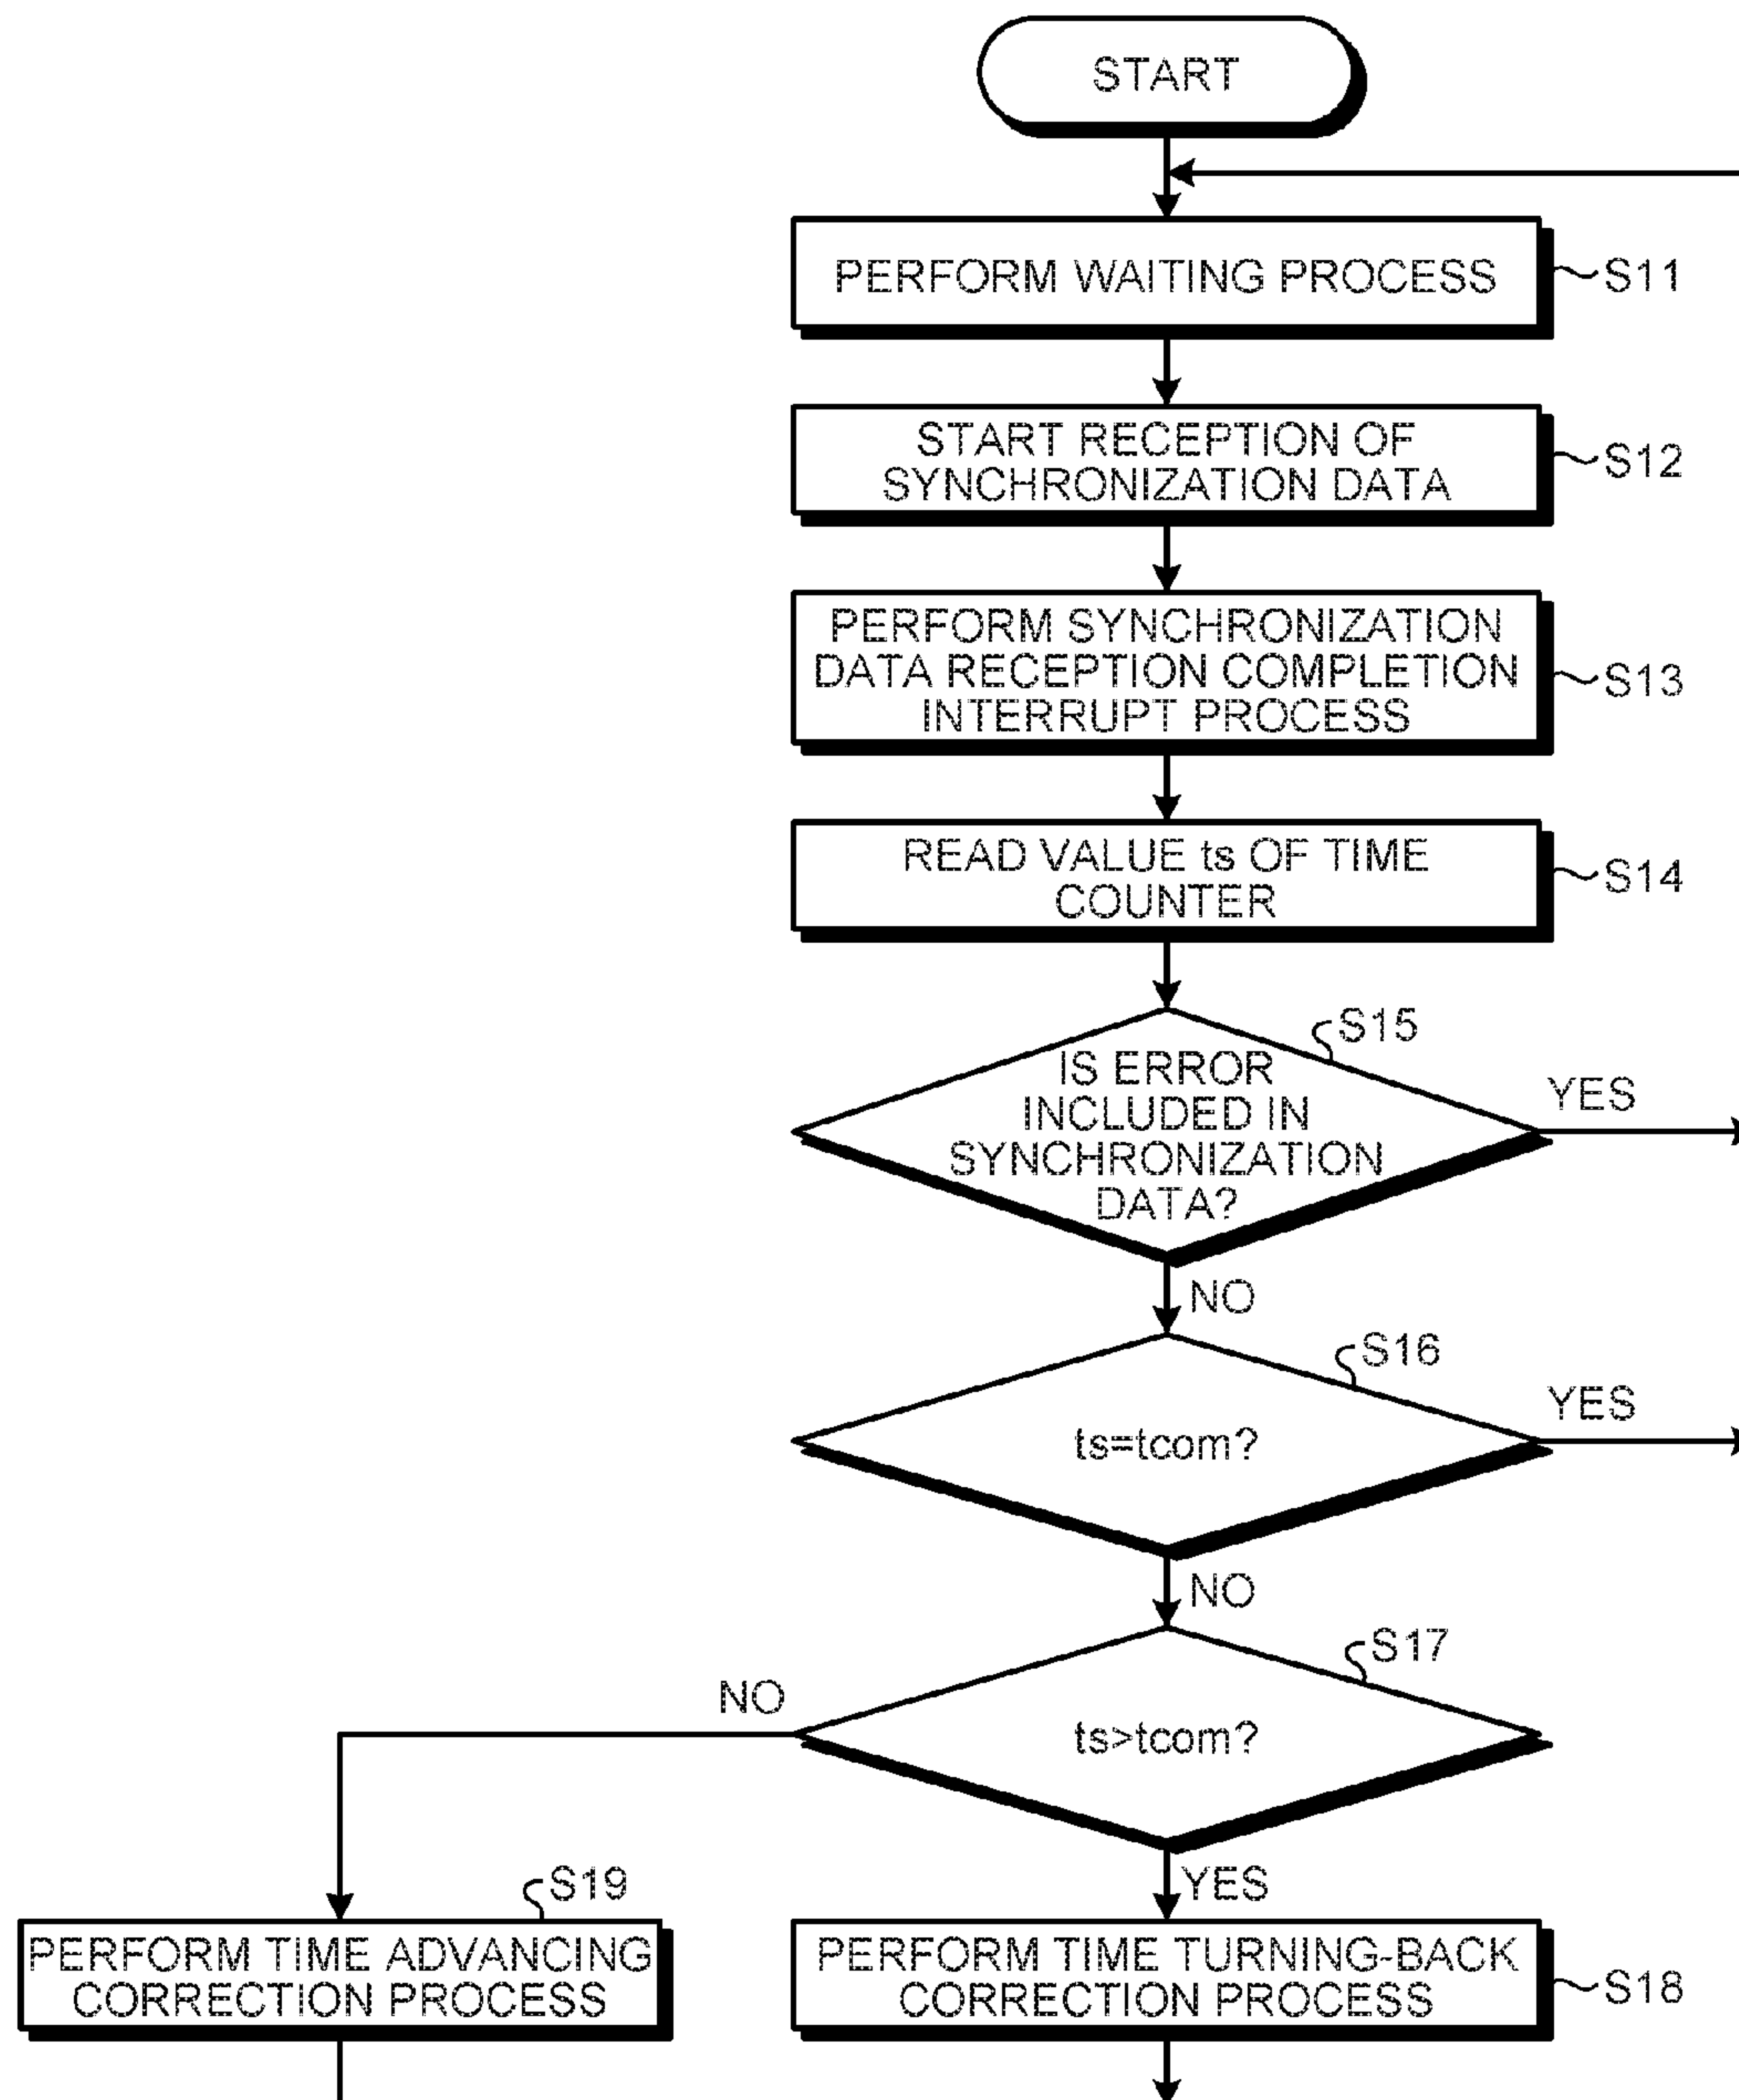 START
PERFORM WAITING PROCESS
S11
START RECEPTION OF
SYNCHRONIZATION DATA
S12
PERFORM SYNCHRONIZATION
DATA RECEPTION COMPLETION
INTERRUPT PROCESS
S13
READ VALUE ts OF TIME
COUNTER
S14
S15
IS ERROR
INCLUDED IN
SYNCHRONIZATION
DATA?
YES
NO
S16
ts=tcom?
YES
NO
S17
ts>tcom?
NO
YES
S19
PERFORM TIME ADVANCING
CORRECTION PROCESS
PERFORM TIME TURNING-BACK
CORRECTION PROCESS
S18